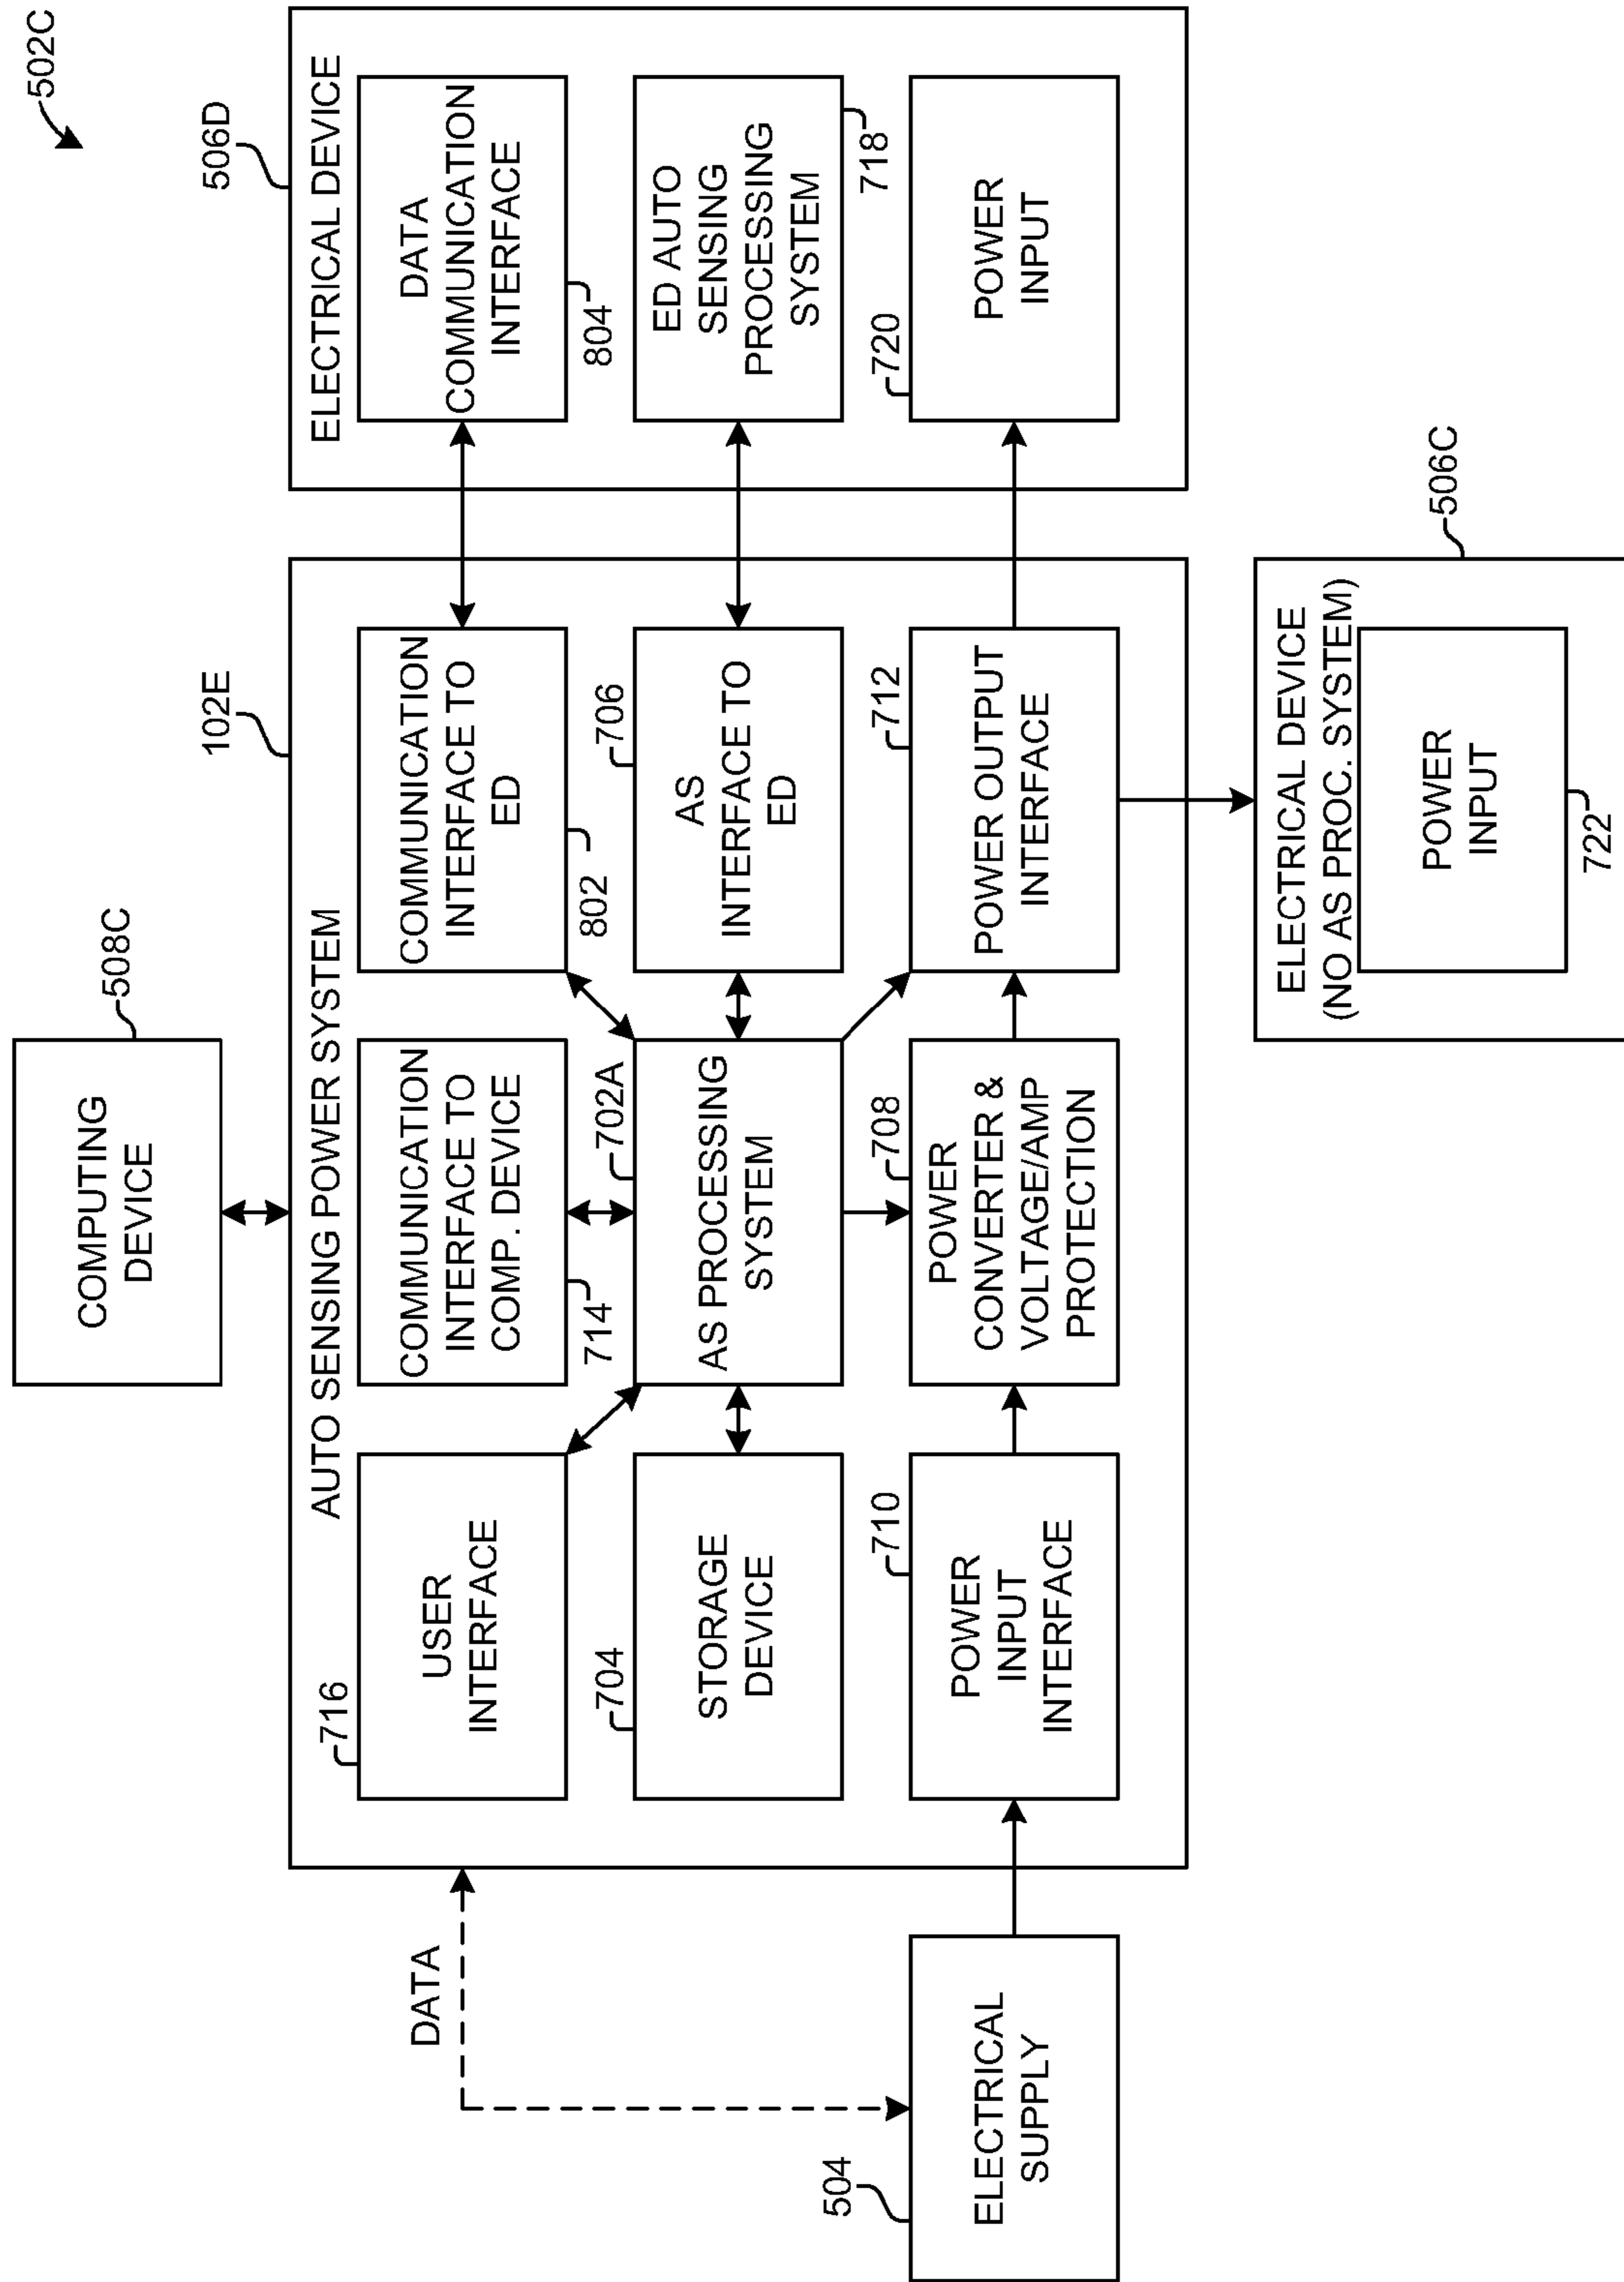 502C
COMPUTING
DEVICE
508C
102E
506D
AUTO SENSING POWER SYSTEM
ELECTRICAL DEVICE
DATA
716
USER
INTERFACE
COMMUNICATION
INTERFACE TO
COMP. DEVICE
714
COMMUNICATION
INTERFACE TO
ED
802
DATA
COMMUNICATION
INTERFACE
804
704
STORAGE
DEVICE
702A
AS PROCESSING
SYSTEM
706
AS
INTERFACE TO
ED
ED AUTO
SENSING
PROCESSING
SYSTEM
718
504
ELECTRICAL
SUPPLY
710
POWER
INPUT
INTERFACE
708
POWER
CONVERTER &
VOLTAGE/AMP
PROTECTION
712
POWER OUTPUT
INTERFACE
720
POWER
INPUT
506C
ELECTRICAL DEVICE
(NO AS PROC. SYSTEM)
POWER
INPUT
722